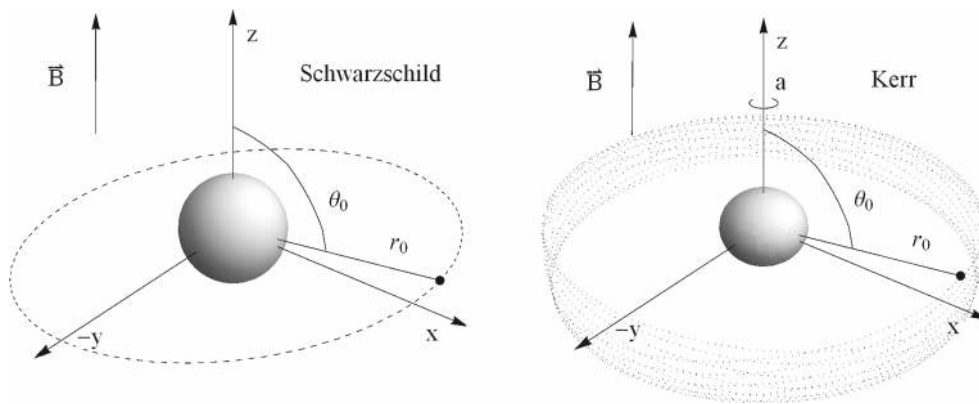 z
B⃗
Schwarzschild
θ₀
r₀
−y
x
z
B⃗
a
Kerr
θ₀
r₀
−y
x